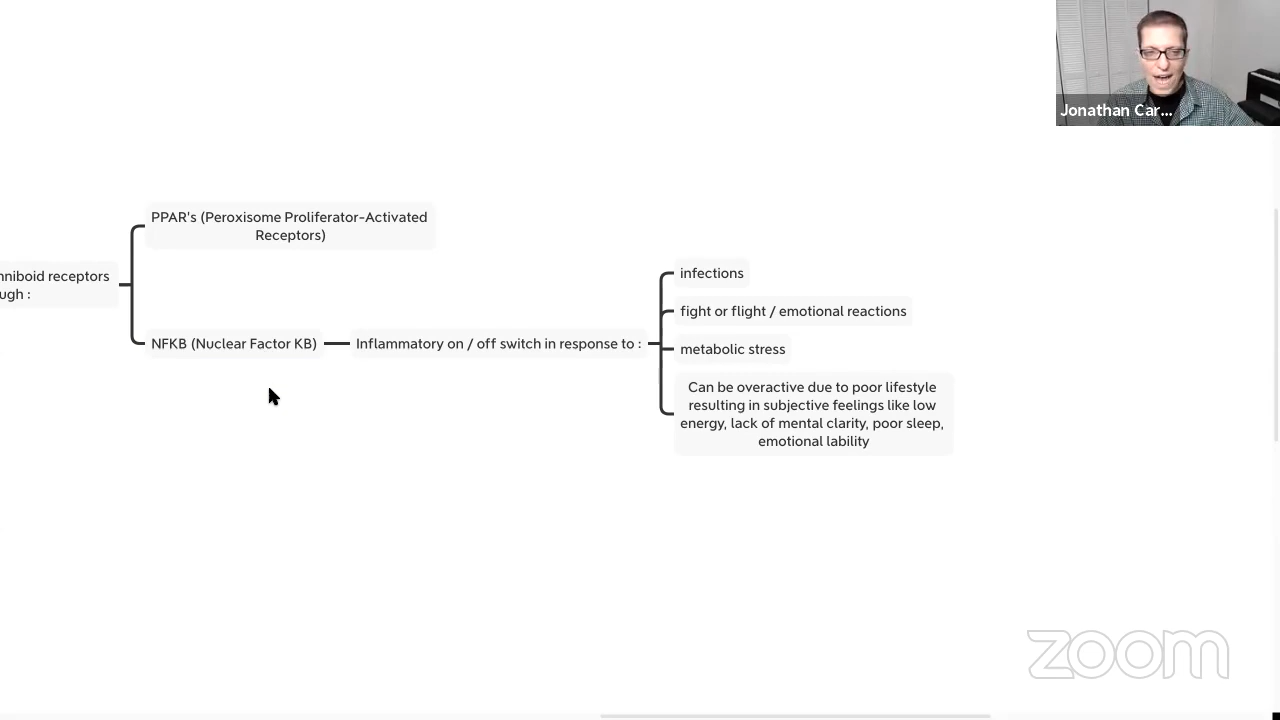 Jonathan Car...
PPAR's (Peroxisome Proliferator-Activated
Receptors)
nniboid receptors
ugh :
NFKB (Nuclear Factor KB)
Inflammatory on / off switch in response to :
infections
fight or flight / emotional reactions
metabolic stress
Can be overactive due to poor lifestyle
resulting in subjective feelings like low
energy, lack of mental clarity, poor sleep,
emotional lability
zoom